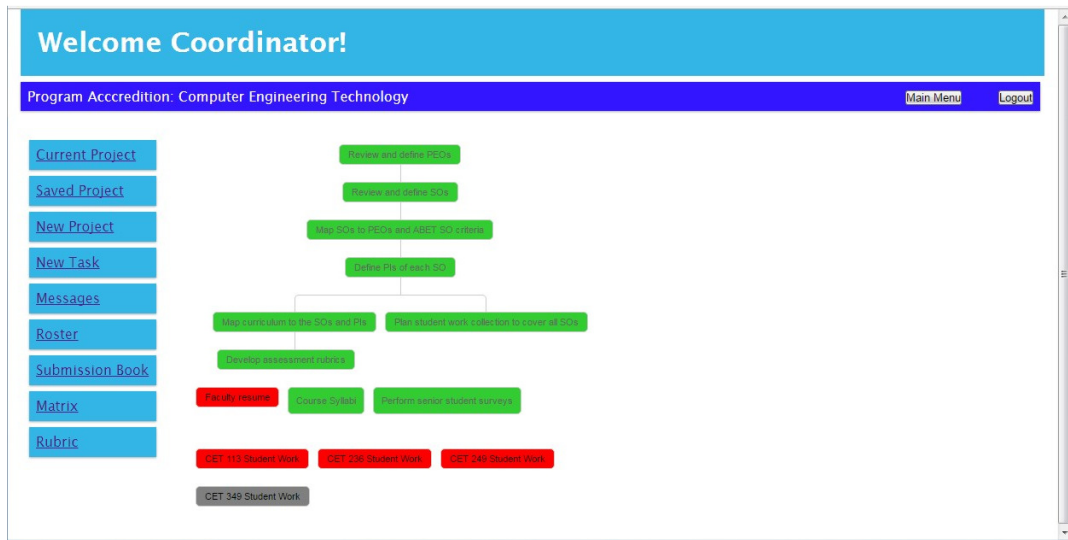 Welcome Coordinator!
Program Acccredition: Computer Engineering Technology
Main Menu
Logout
Current Project
Saved Project
New Project
New Task
Messages
Roster
Submission Book
Matrix
Rubric
Review and define PEOs
Review and define SOs
Map SOs to PEOs and ABET SO criteria
Define PIs of each SO
Map curriculum to the SOs and PIs
Plan student work collection to cover all SOs
Develop assessment rubrics
Faculty resume
Course Syllabi
Perform senior student surveys
CET 113 Student Work
CET 236 Student Work
CET 249 Student Work
CET 349 Student Work